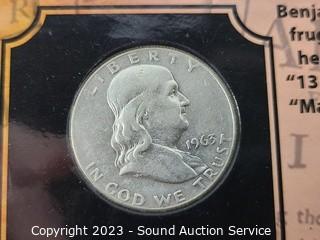 LIBERTY
1963
IN GOD WE TRUST
Benja
frug
he
"13
"Ma
Copyright 2023 - Sound Auction Service